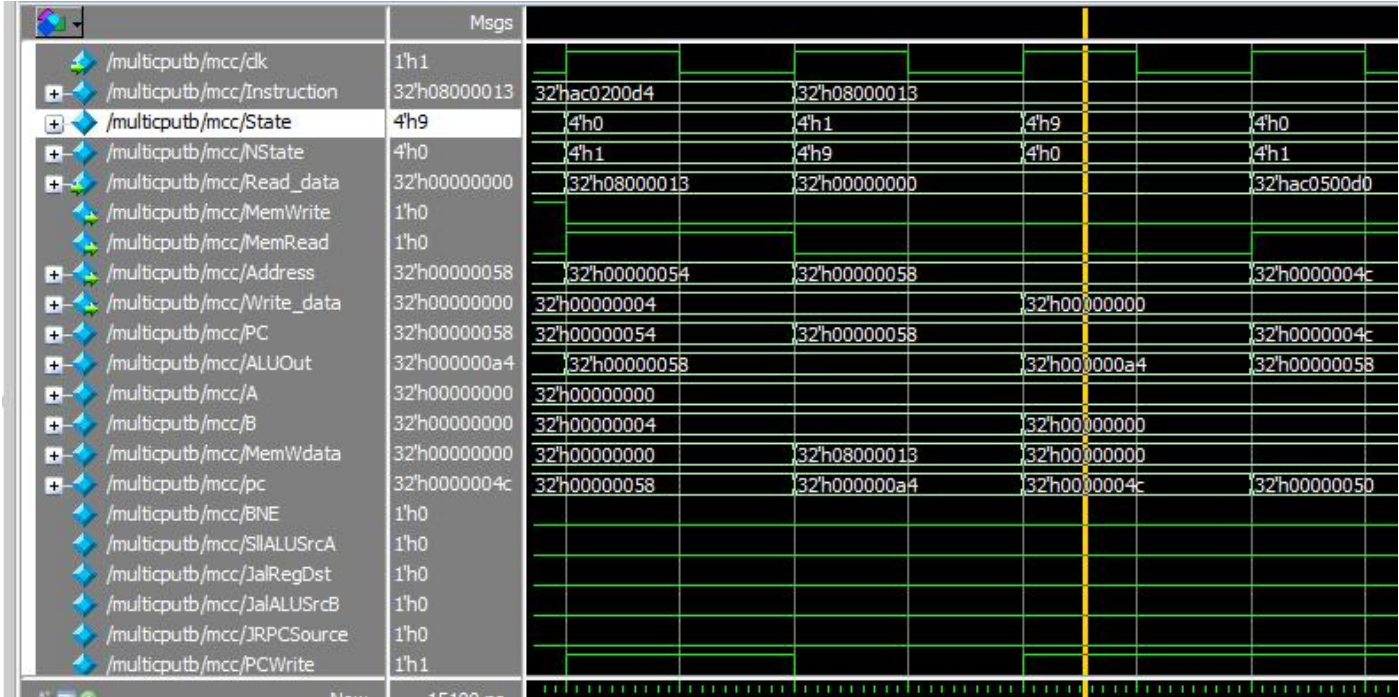 Msgs
/multicputb/mcc/clk 1'h1
/multicputb/mcc/Instruction 32'h08000013 32'hac0200d4 32'h08000013
/multicputb/mcc/State 4'h9 4'h0 4'h1 4'h9 4'h0
/multicputb/mcc/NState 4'h0 4'h1 4'h9 4'h0 4'h1
/multicputb/mcc/Read_data 32'h00000000 32'h08000013 32'h00000000 32'hac0500d0
/multicputb/mcc/MemWrite 1'h0
/multicputb/mcc/MemRead 1'h0
/multicputb/mcc/Address 32'h00000058 32'h00000054 32'h00000058 32'h0000004c
/multicputb/mcc/Write_data 32'h00000000 32'h00000004 32'h00000000
/multicputb/mcc/PC 32'h00000058 32'h00000054 32'h00000058 32'h0000004c
/multicputb/mcc/ALUOut 32'h000000a4 32'h00000058 32'h000000a4 32'h00000058
/multicputb/mcc/A 32'h00000000 32'h00000000
/multicputb/mcc/B 32'h00000000 32'h00000004 32'h00000000
/multicputb/mcc/MemWdata 32'h00000000 32'h00000000 32'h08000013 32'h00000000
/multicputb/mcc/pc 32'h0000004c 32'h00000058 32'h000000a4 32'h0000004c 32'h00000050
/multicputb/mcc/BNE 1'h0
/multicputb/mcc/SllALUSrcA 1'h0
/multicputb/mcc/JalRegDst 1'h0
/multicputb/mcc/JalALUSrcB 1'h0
/multicputb/mcc/JRPCSource 1'h0
/multicputb/mcc/PCWrite 1'h1